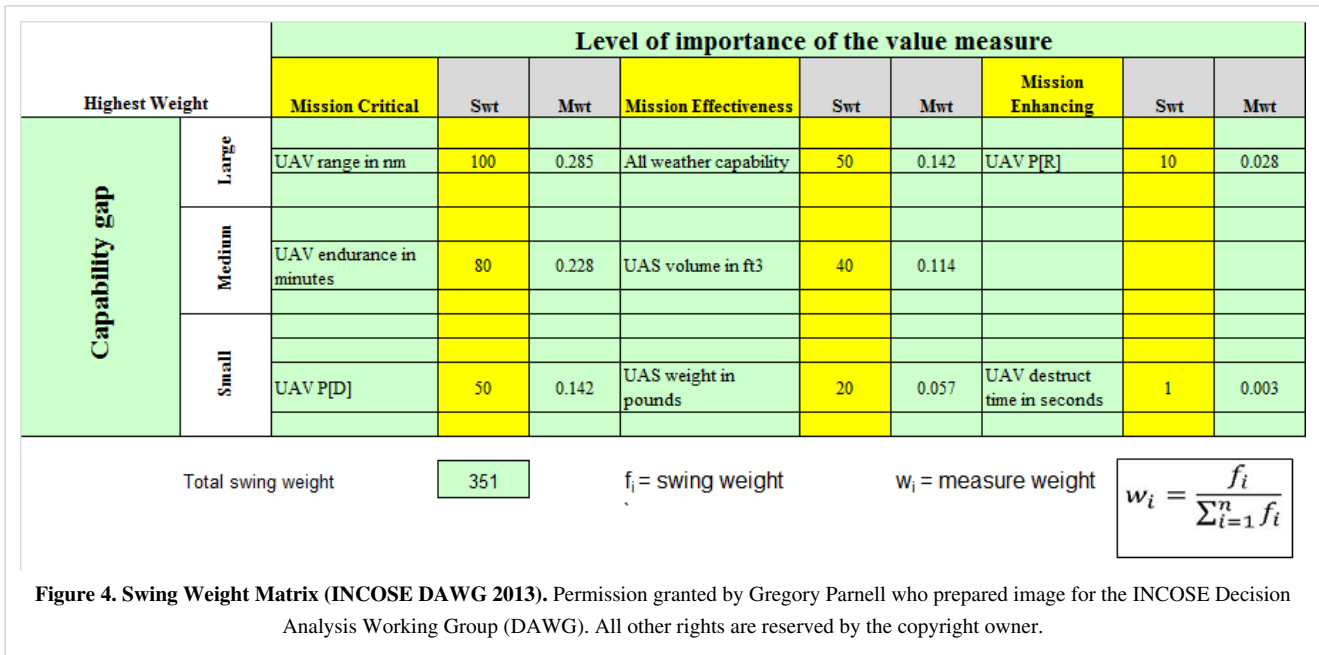 Level of importance of the value measure
Highest Weight
Mission Critical
Swt
Mwt
Mission Effectiveness
Swt
Mwt
Mission
Enhancing
Swt
Mwt
Capability gap
Large
UAV range in nm
100
0.285
All weather capability
50
0.142
UAV P[R]
10
0.028
Medium
UAV endurance in
minutes
80
0.228
UAS volume in ft3
40
0.114
Small
UAV P[D]
50
0.142
UAS weight in
pounds
20
0.057
UAV destruct
time in seconds
1
0.003
Total swing weight
351
fi = swing weight
`
wi = measure weight
wi = fi / ∑i=1n fi
Figure 4. Swing Weight Matrix (INCOSE DAWG 2013). Permission granted by Gregory Parnell who prepared image for the INCOSE Decision
Analysis Working Group (DAWG). All other rights are reserved by the copyright owner.